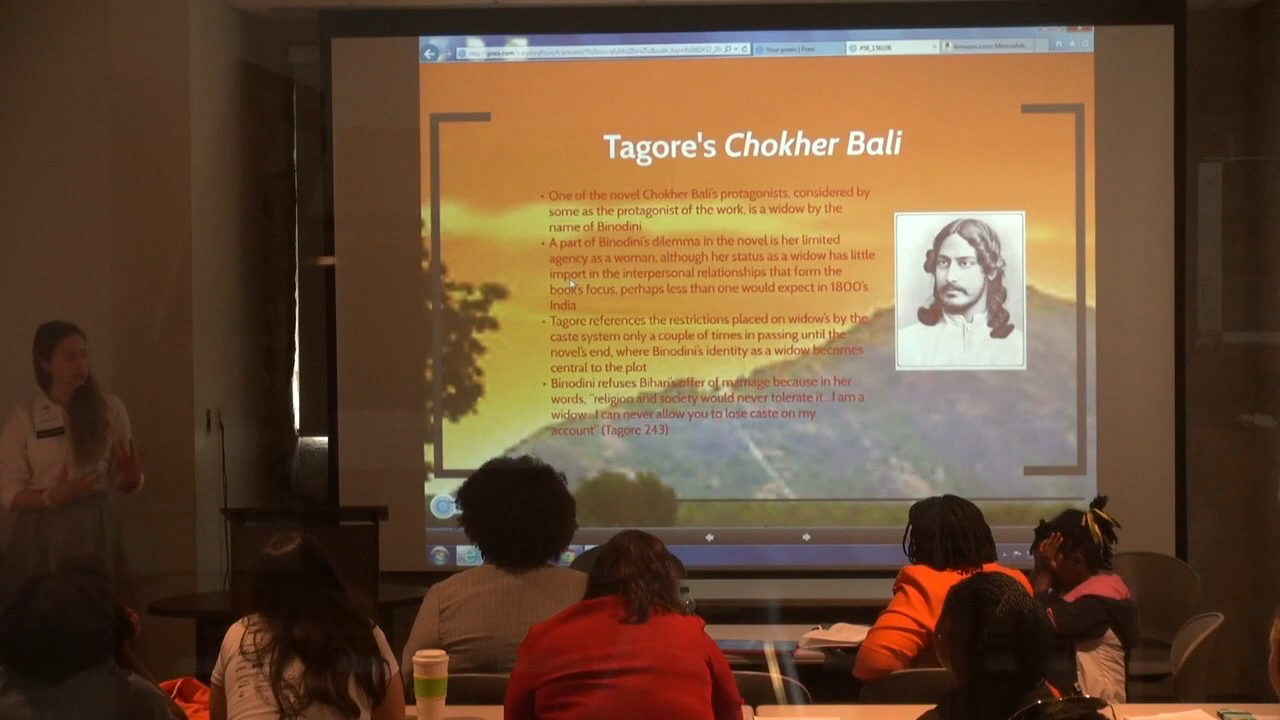 Your prezi | Prezi
#56_158106
Tagore's Chokher Bali
• One of the novel Chokher Bali's protagonists, considered by
some as the protagonist of the work, is a widow by the
name of Binodini
• A part of Binodini's dilemma in the novel is her limited
agency as a woman, although her status as a widow has little
import in the interpersonal relationships that form the
book's focus, perhaps less than one would expect in 1800's
India
• Tagore references the restrictions placed on widow's by the
caste system only a couple of times in passing until the
novel's end, where Binodini's identity as a widow becomes
central to the plot
• Binodini refuses Bihari's offer of marriage because in her
words, "religion and society would never tolerate it...I am a
widow...I can never allow you to lose caste on my
account" (Tagore 243)